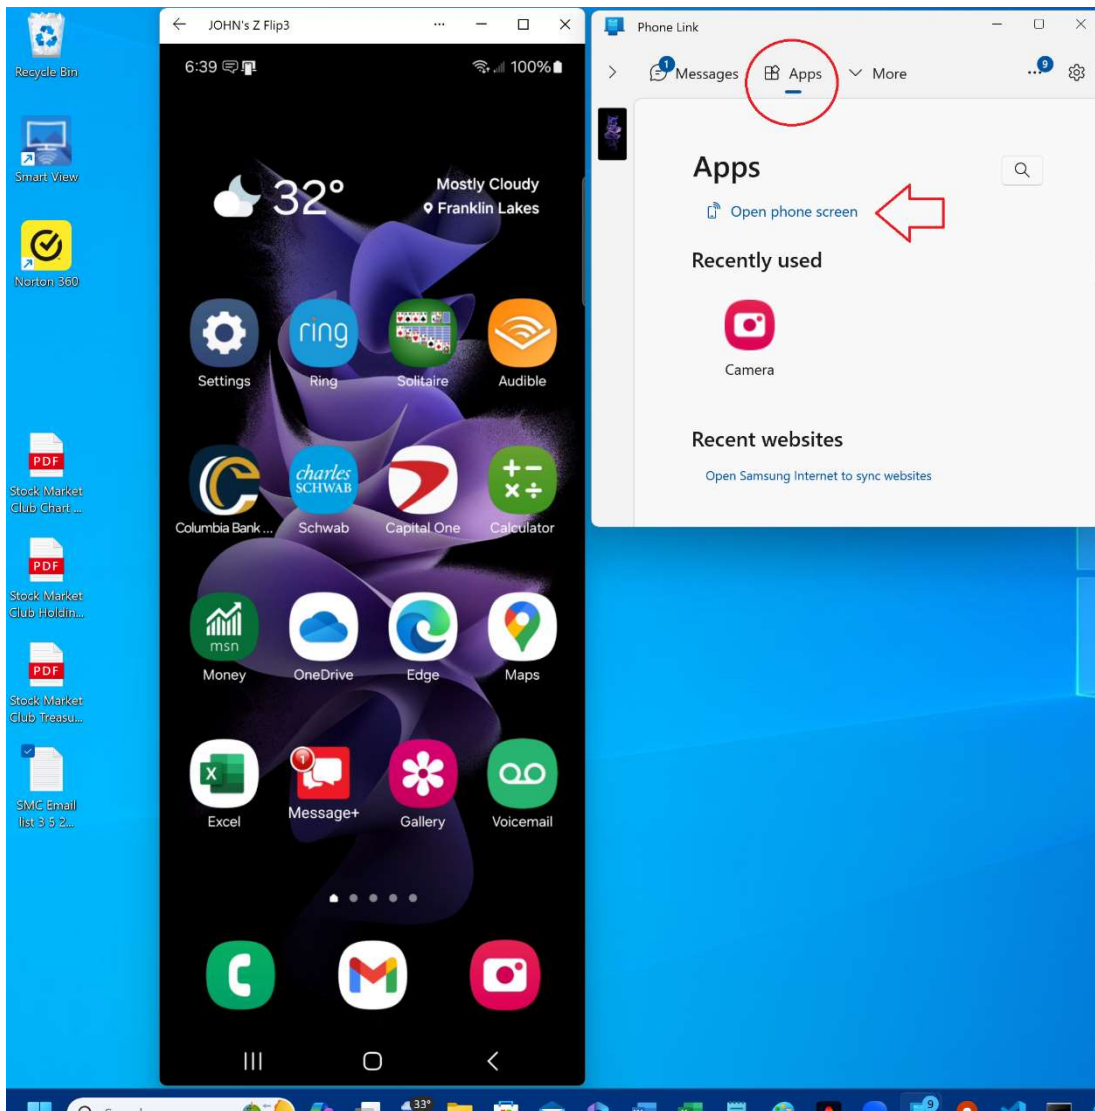 Recycle Bin
Smart View
Norton 360
PDF
Stock Market
Club Chart ...
PDF
Stock Market
Club Holdin...
PDF
Stock Market
Club Treasu...
SMC Email
list 3 5 2...
JOHN's Z Flip3
6:39
100%
32°
Mostly Cloudy
Franklin Lakes
ring
Settings
Ring
Solitaire
Audible
charles
SCHWAB
Columbia Bank ...
Schwab
Capital One
Calculator
msn
Money
OneDrive
Edge
Maps
X
1
Excel
Message+
Gallery
Voicemail
Phone Link
1
Messages
Apps
More
9
Apps
Open phone screen
Recently used
Camera
Recent websites
Open Samsung Internet to sync websites
33°
9